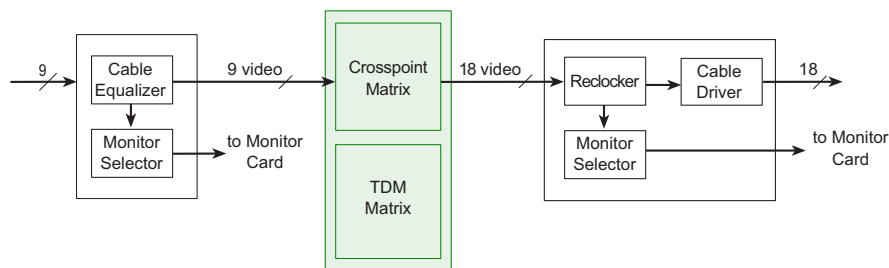 9
Cable
Equalizer
Monitor
Selector
9 video
to Monitor
Card
Crosspoint
Matrix
TDM
Matrix
18 video
Reclocker
Cable
Driver
Monitor
Selector
18
to Monitor
Card